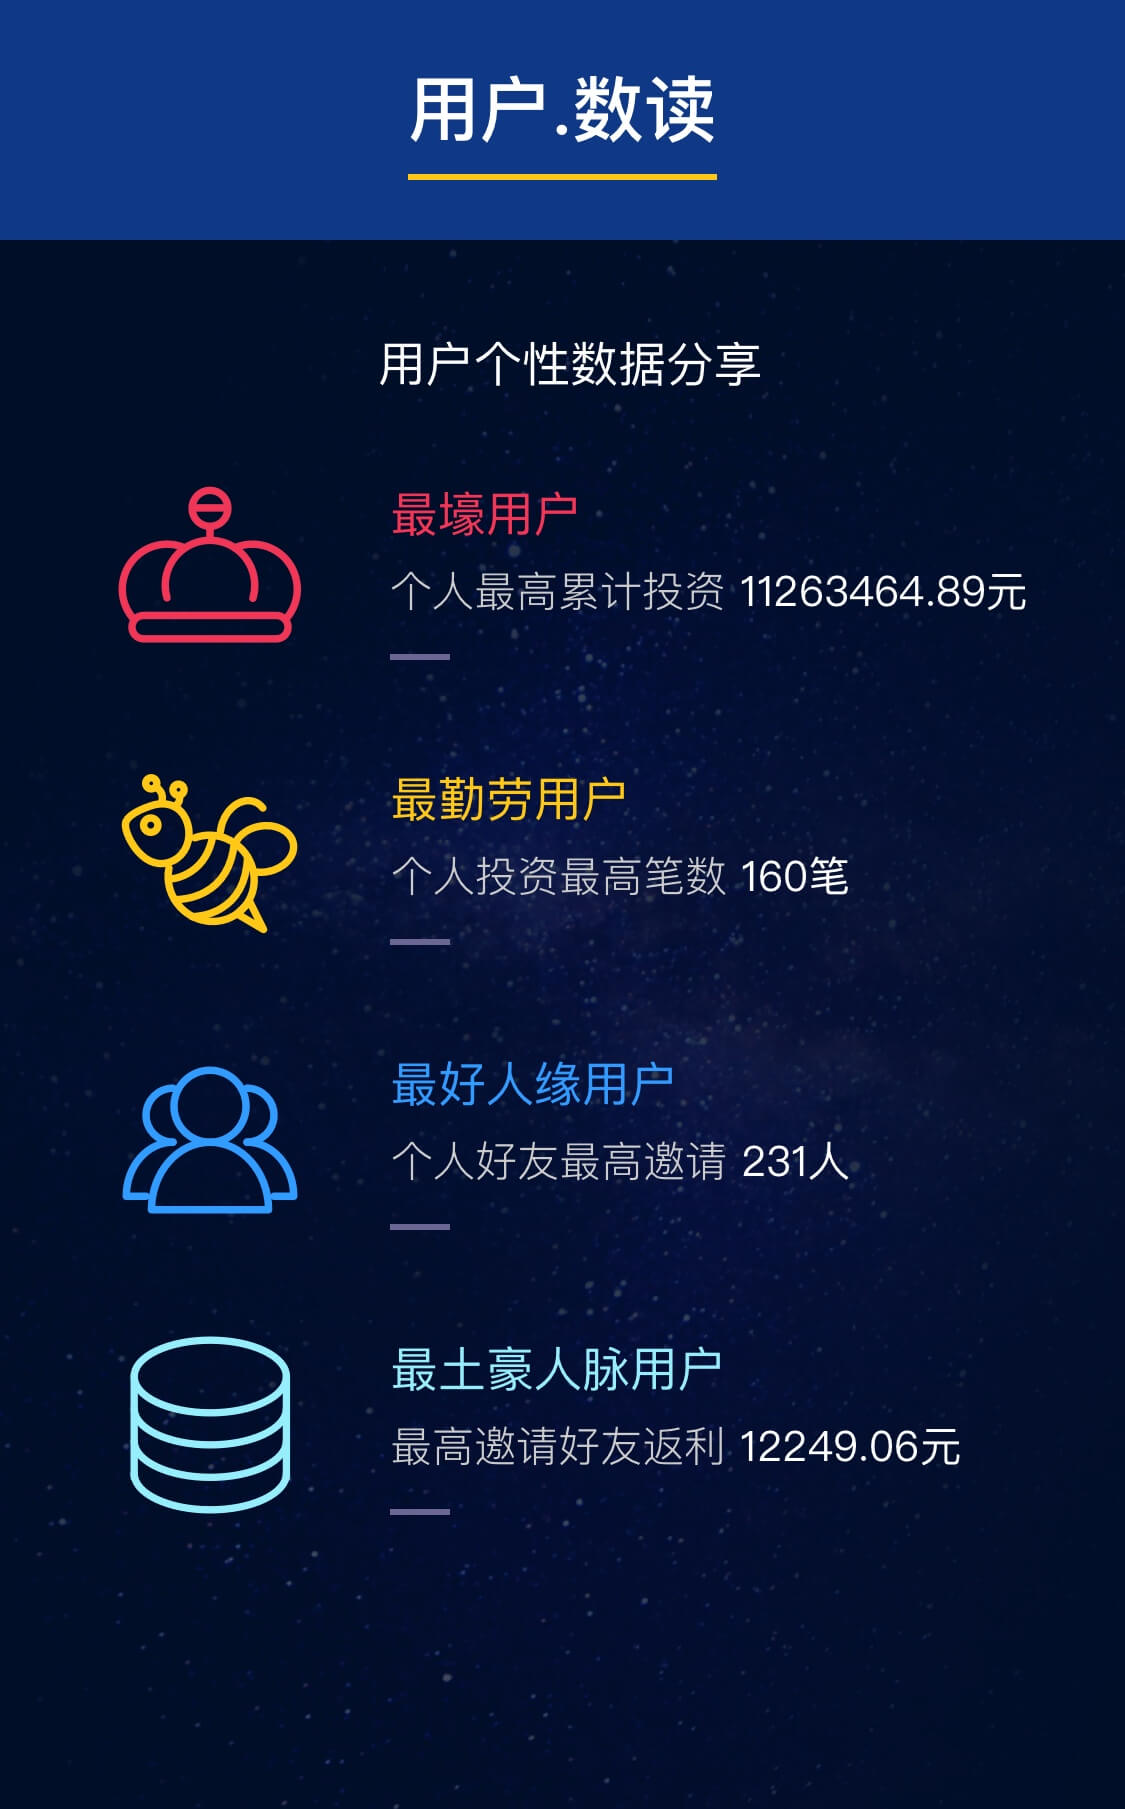 用户.数读
用户个性数据分享
最壕用户
个人最高累计投资 11263464.89元
最勤劳用户
个人投资最高笔数 160笔
最好人缘用户
个人好友最高邀请 231人
最土豪人脉用户
最高邀请好友返利 12249.06元